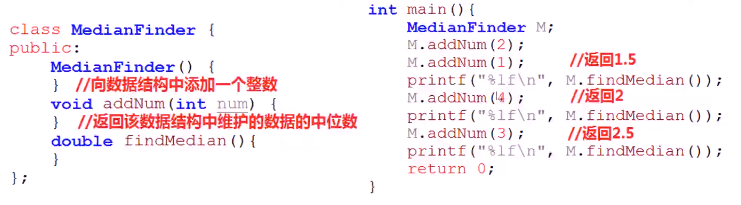 class MedianFinder {
public:
MedianFinder() {
} //向数据结构中添加一个整数
void addNum(int num) {
} //返回该数据结构中维护的数据的中位数
double findMedian(){
}
};
int main(){
MedianFinder M;
M.addNum(2);
M.addNum(1); //返回1.5
printf("%lf\n", M.findMedian());
M.addNum(4); //返回2
printf("%lf\n", M.findMedian());
M.addNum(3); //返回2.5
printf("%lf\n", M.findMedian());
return 0;
}